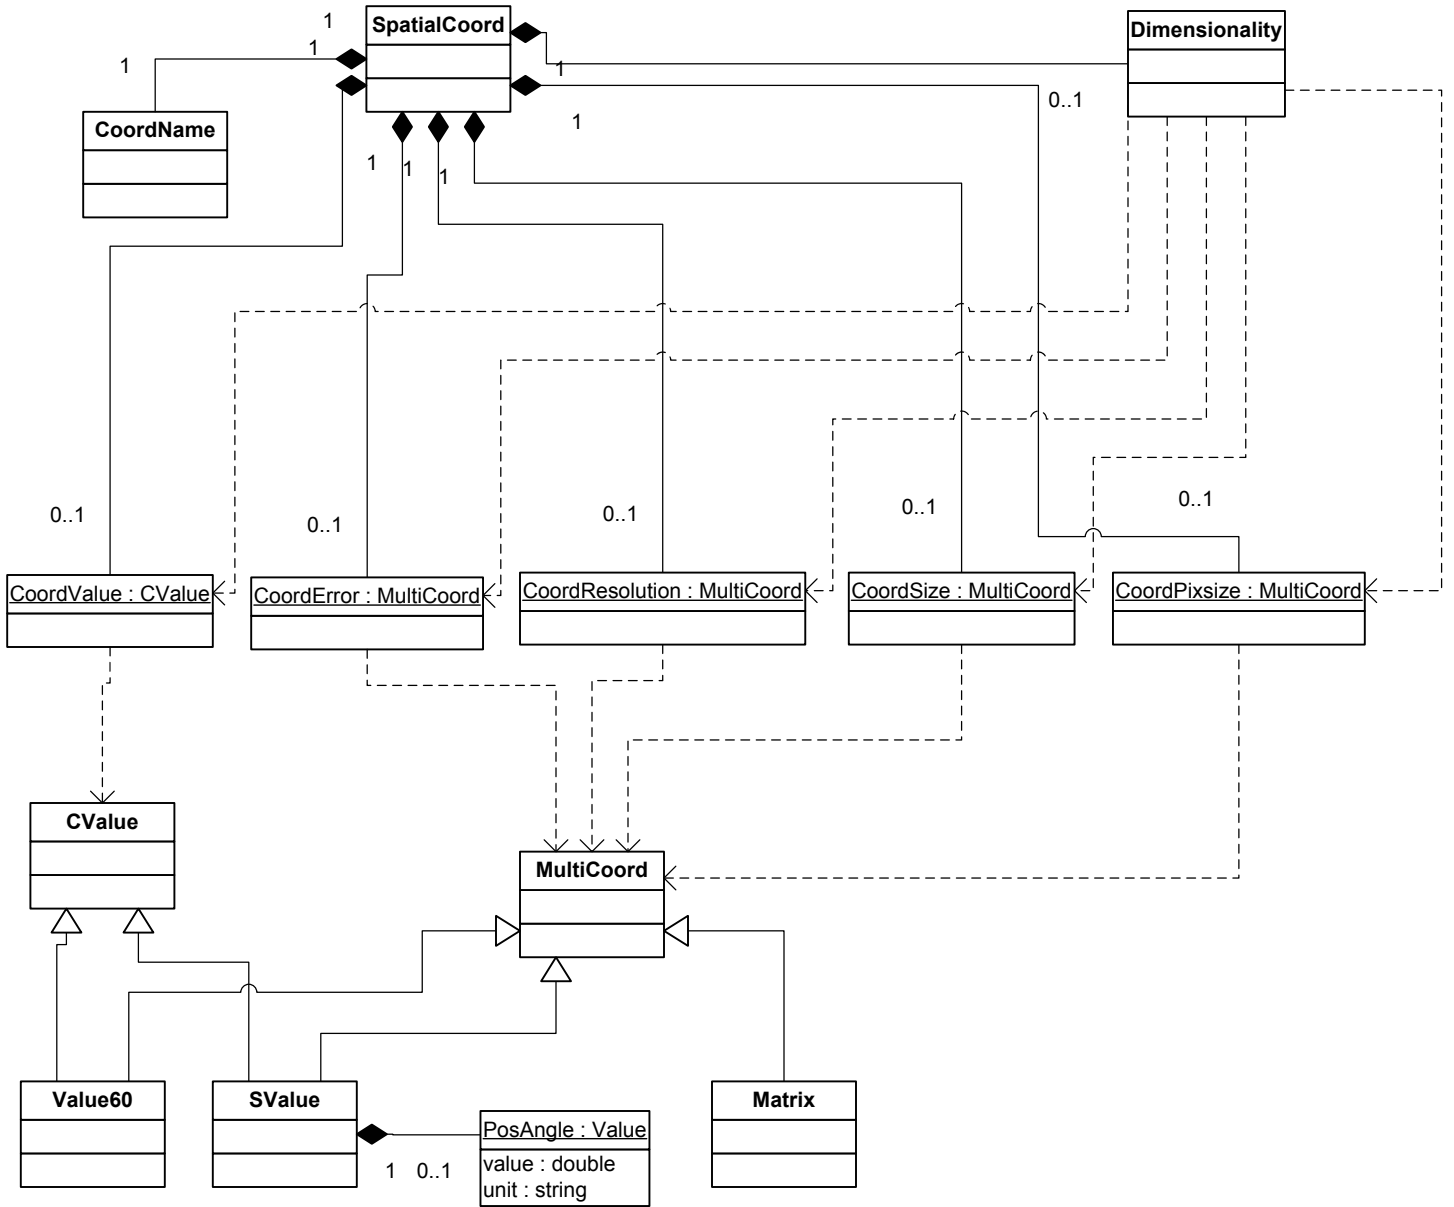 1
SpatialCoord
Dimensionality
1
1
1
0..1
1
CoordName
1
1
1
0..1
0..1
0..1
0..1
0..1
CoordValue : CValue
CoordError : MultiCoord
CoordResolution : MultiCoord
CoordSize : MultiCoord
CoordPixsize : MultiCoord
CValue
MultiCoord
Value60
SValue
Matrix
PosAngle : Value
value : double
unit : string
1
0..1